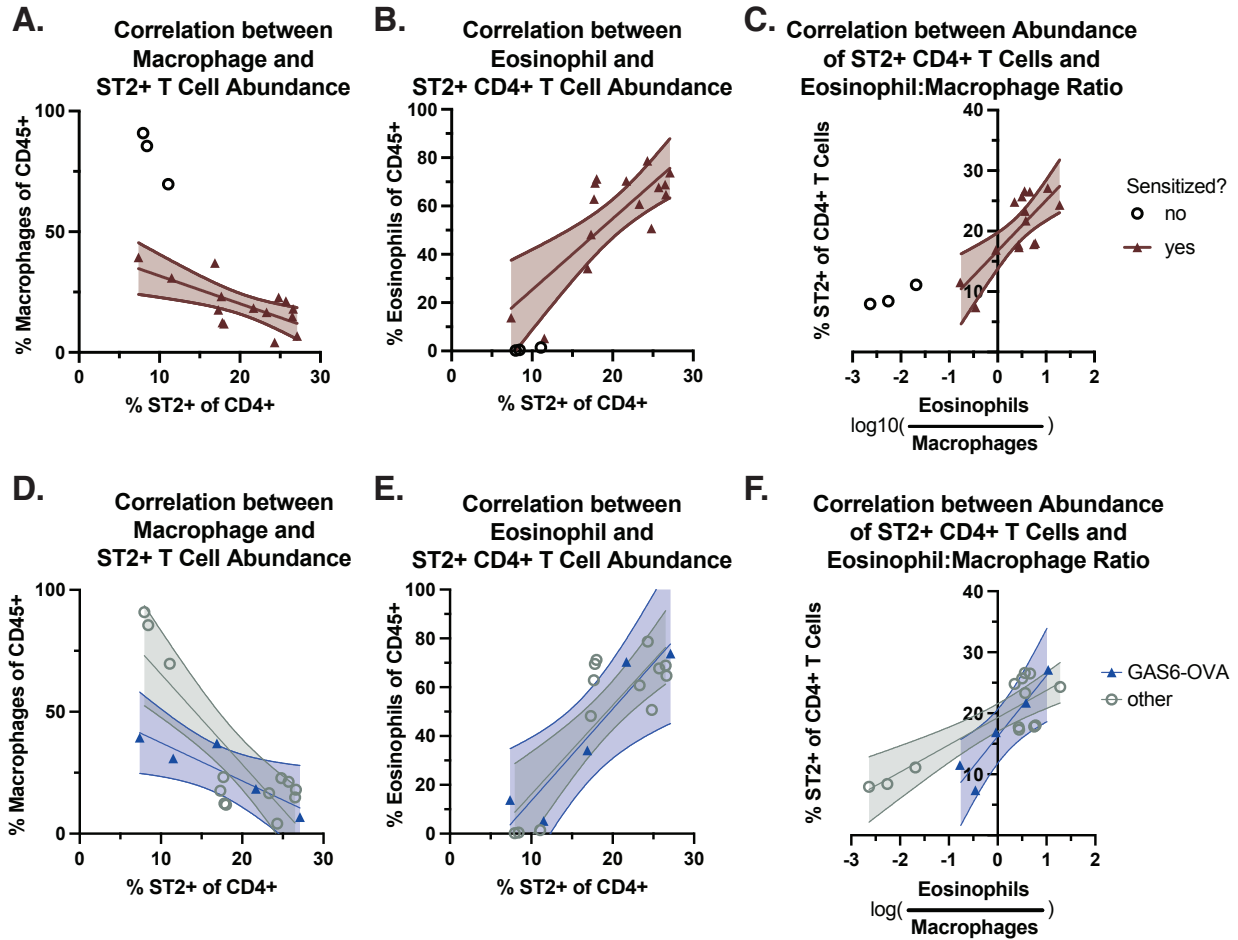 A.
Correlation between
Macrophage and
ST2+ T Cell Abundance
% Macrophages of CD45+
100
50
0
0
10
20
30
% ST2+ of CD4+
B.
Correlation between
Eosinophil and
ST2+ CD4+ T Cell Abundance
% Eosinophils of CD45+
100
80
60
40
20
0
0
10
20
30
% ST2+ of CD4+
C.
Correlation between Abundance
of ST2+ CD4+ T Cells and
Eosinophil:Macrophage Ratio
% ST2+ of CD4+ T Cells
40
30
20
10
-3
-2
-1
0
1
2
Eosinophils
log10(
)
Macrophages
Sensitized?
no
yes
D.
Correlation between
Macrophage and
ST2+ T Cell Abundance
% Macrophages of CD45+
100
50
0
0
10
20
30
% ST2+ of CD4+
E.
Correlation between
Eosinophil and
ST2+ CD4+ T Cell Abundance
% Eosinophils of CD45+
100
80
60
40
20
0
0
10
20
30
% ST2+ of CD4+
F.
Correlation between Abundance
of ST2+ CD4+ T Cells and
Eosinophil:Macrophage Ratio
% ST2+ of CD4+ T Cells
40
30
20
10
-3
-2
-1
0
1
2
Eosinophils
log(
)
Macrophages
GAS6-OVA
other